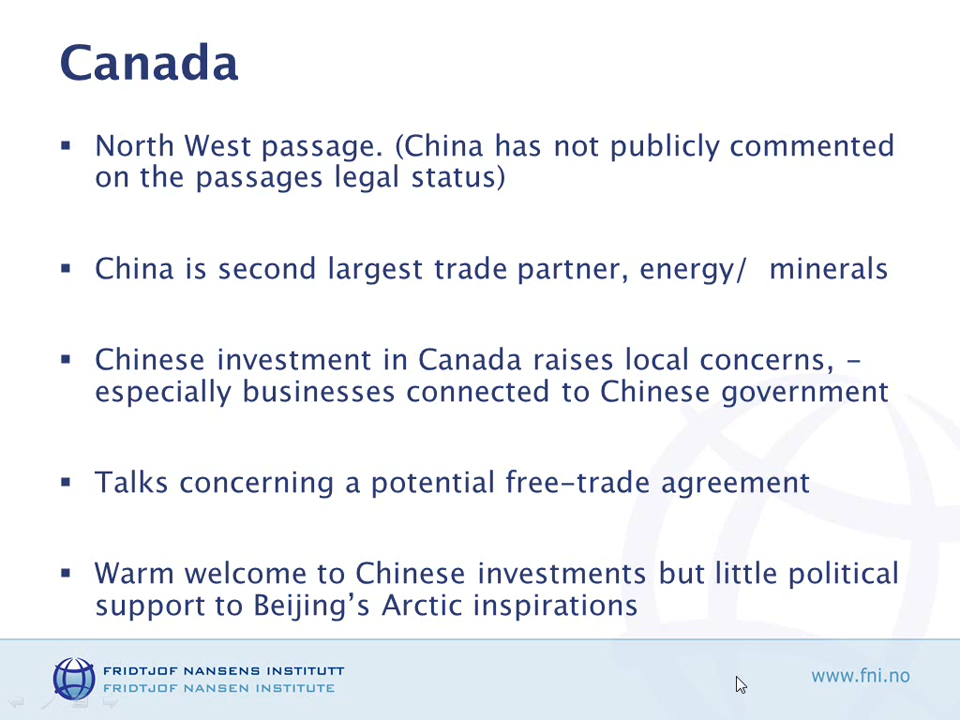 Canada
▪ North West passage. (China has not publicly commented
on the passages legal status)
▪ China is second largest trade partner, energy/  minerals
▪ Chinese investment in Canada raises local concerns, –
especially businesses connected to Chinese government
▪ Talks concerning a potential free-trade agreement
▪ Warm welcome to Chinese investments but little political
support to Beijing’s Arctic inspirations
FRIDTJOF NANSENS INSTITUTT
FRIDTJOF NANSEN INSTITUTE
www.fni.no